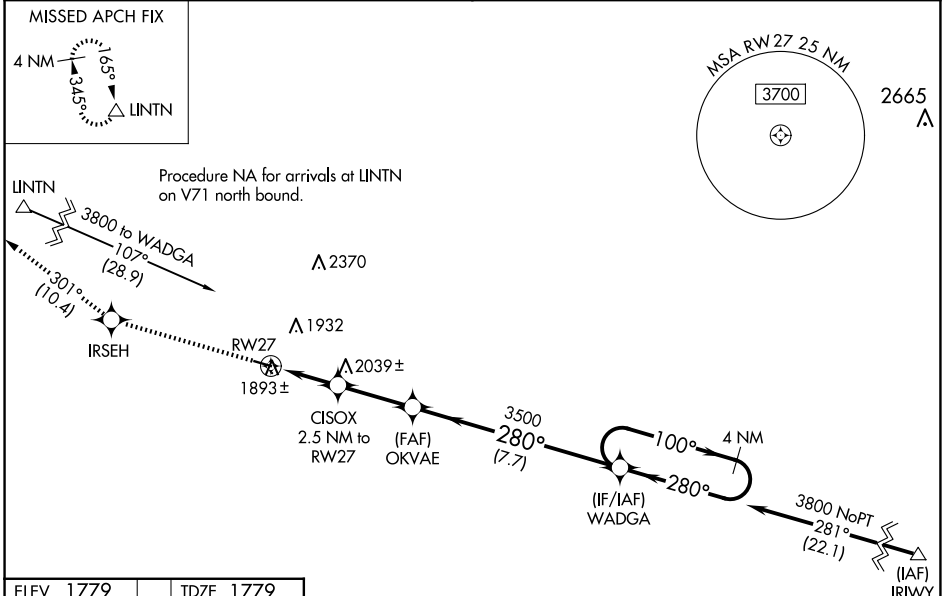 MISSED APCH FIX
4 NM
165°
345°
LINTN
MSA RW 27 25 NM
3700
2665
Procedure NA for arrivals at LINTN
on V71 north bound.
LINTN
3800 to WADGA
107°
(28.9)
2370
301°
(10.4)
1932
IRSEH
RW27
2039±
1893±
CISOX
2.5 NM to
RW27
(FAF)
OKVAE
3500
280°
(7.7)
100°
4 NM
280°
(IF/IAF)
WADGA
3800 NoPT
281°
(22.1)
(IAF)
IRIWY
ELEV 1779
TDZE 1779